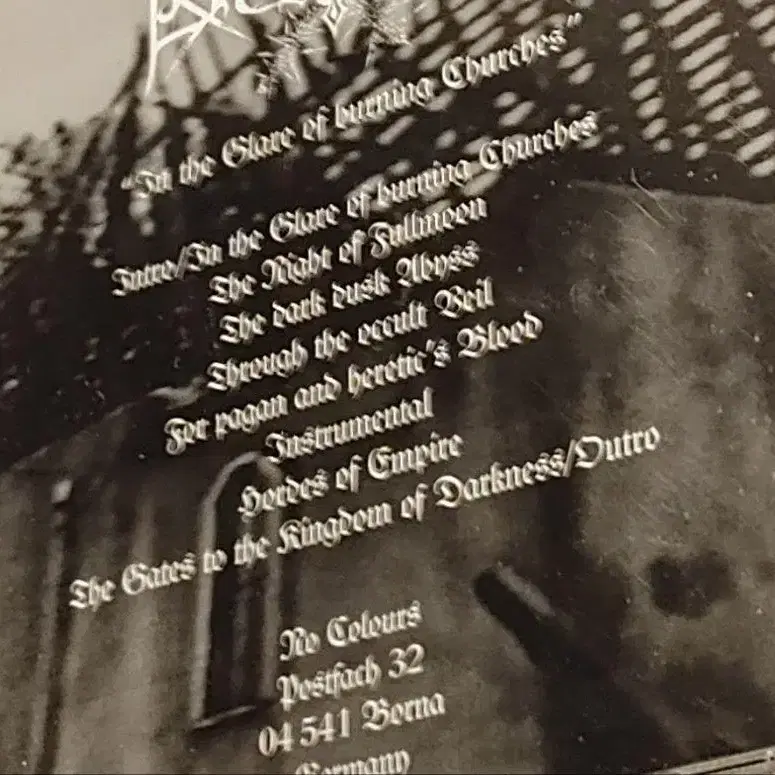 "In the Glare of burning Churches"
Intro/In the Glare of burning Churches
The Night of Fullmoon
The dark dusk Abyss
Through the occult Veil
For pagan and heretic's Blood
Instrumental
Hordes of Empire
The Gates to the Kingdom of Darkness/Outro
No Colours
Postfach 32
04 541 Borna
Germany